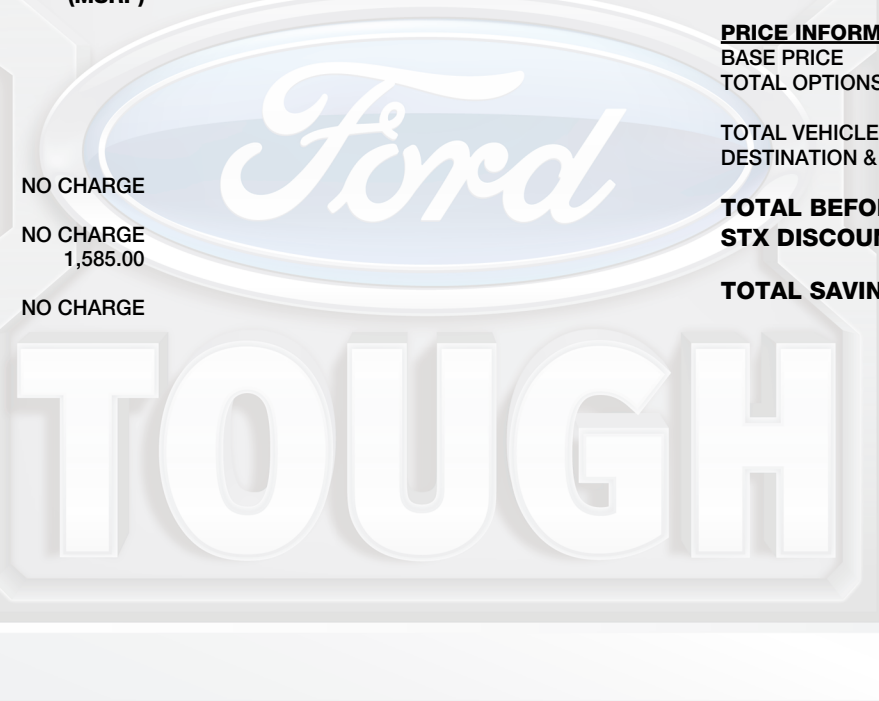 (MSRP)
NO CHARGE
NO CHARGE
1,585.00
NO CHARGE
PRICE INFORM
BASE PRICE
TOTAL OPTIONS
TOTAL VEHICLE
DESTINATION &
TOTAL BEFO
STX DISCOUN
TOTAL SAVIN
Ford
TOUGH